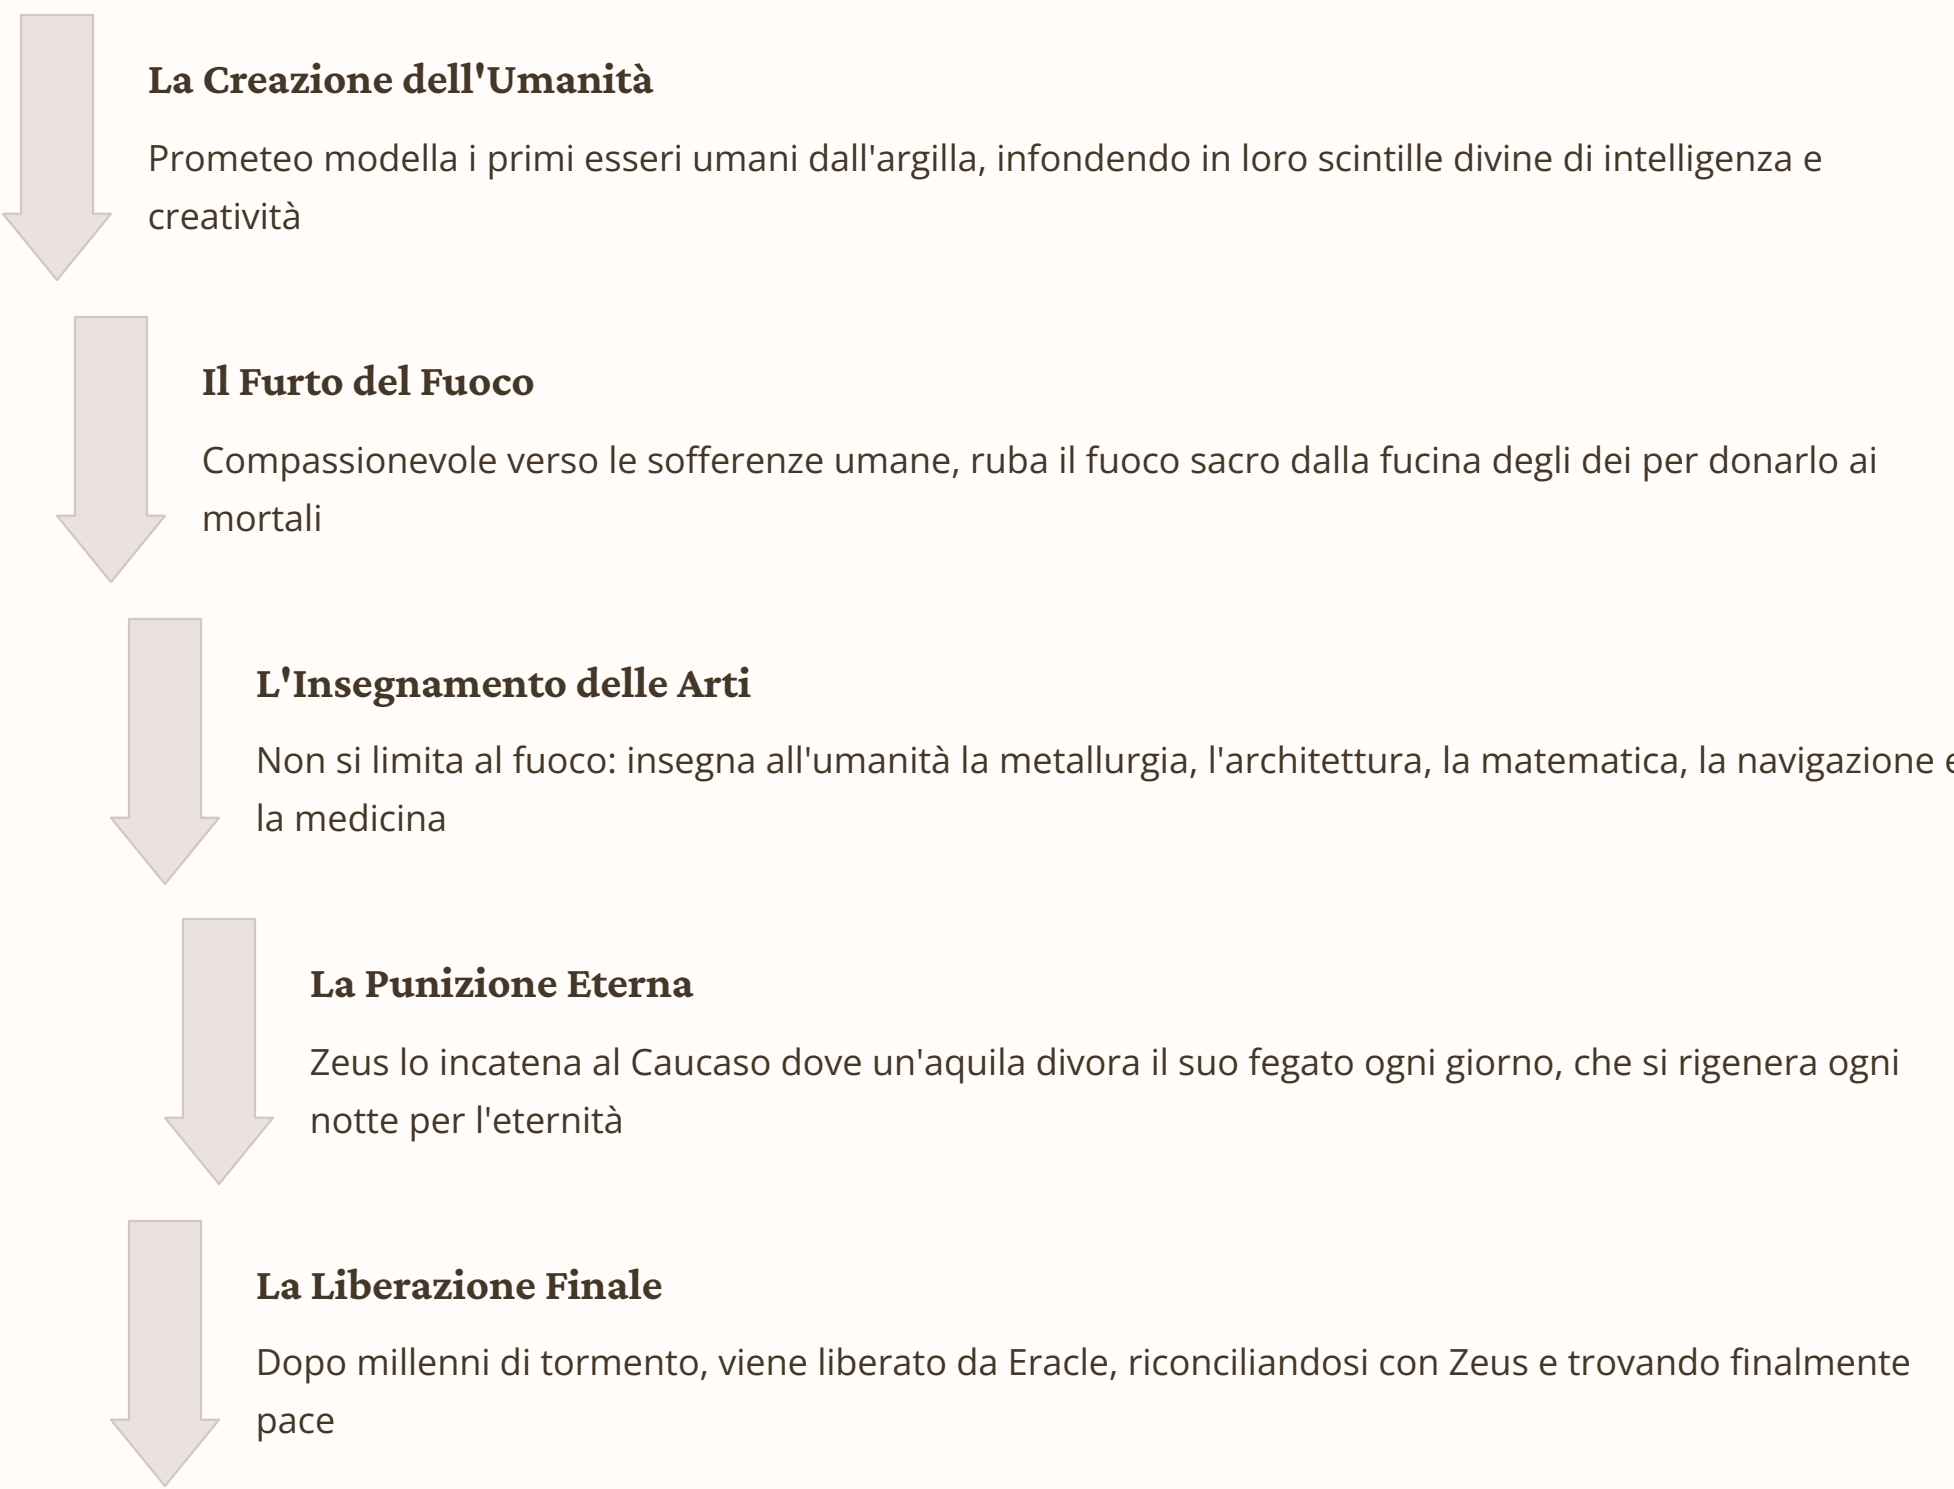 La Creazione dell'Umanità
Prometeo modella i primi esseri umani dall'argilla, infondendo in loro scintille divine di intelligenza e
creatività
Il Furto del Fuoco
Compassionevole verso le sofferenze umane, ruba il fuoco sacro dalla fucina degli dei per donarlo ai
mortali
L'Insegnamento delle Arti
Non si limita al fuoco: insegna all'umanità la metallurgia, l'architettura, la matematica, la navigazione e
la medicina
La Punizione Eterna
Zeus lo incatena al Caucaso dove un'aquila divora il suo fegato ogni giorno, che si rigenera ogni
notte per l'eternità
La Liberazione Finale
Dopo millenni di tormento, viene liberato da Eracle, riconciliandosi con Zeus e trovando finalmente
pace